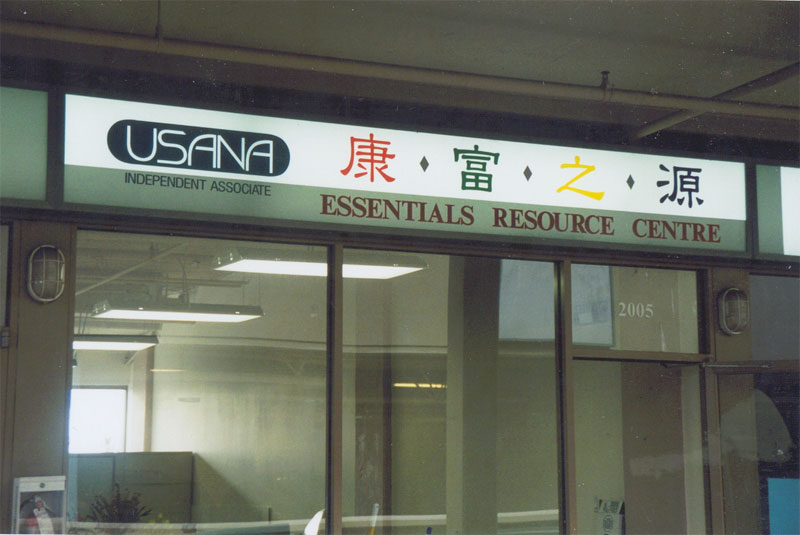 USANA
INDEPENDENT ASSOCIATE
康◆富◆之◆源
ESSENTIALS RESOURCE CENTRE
2005